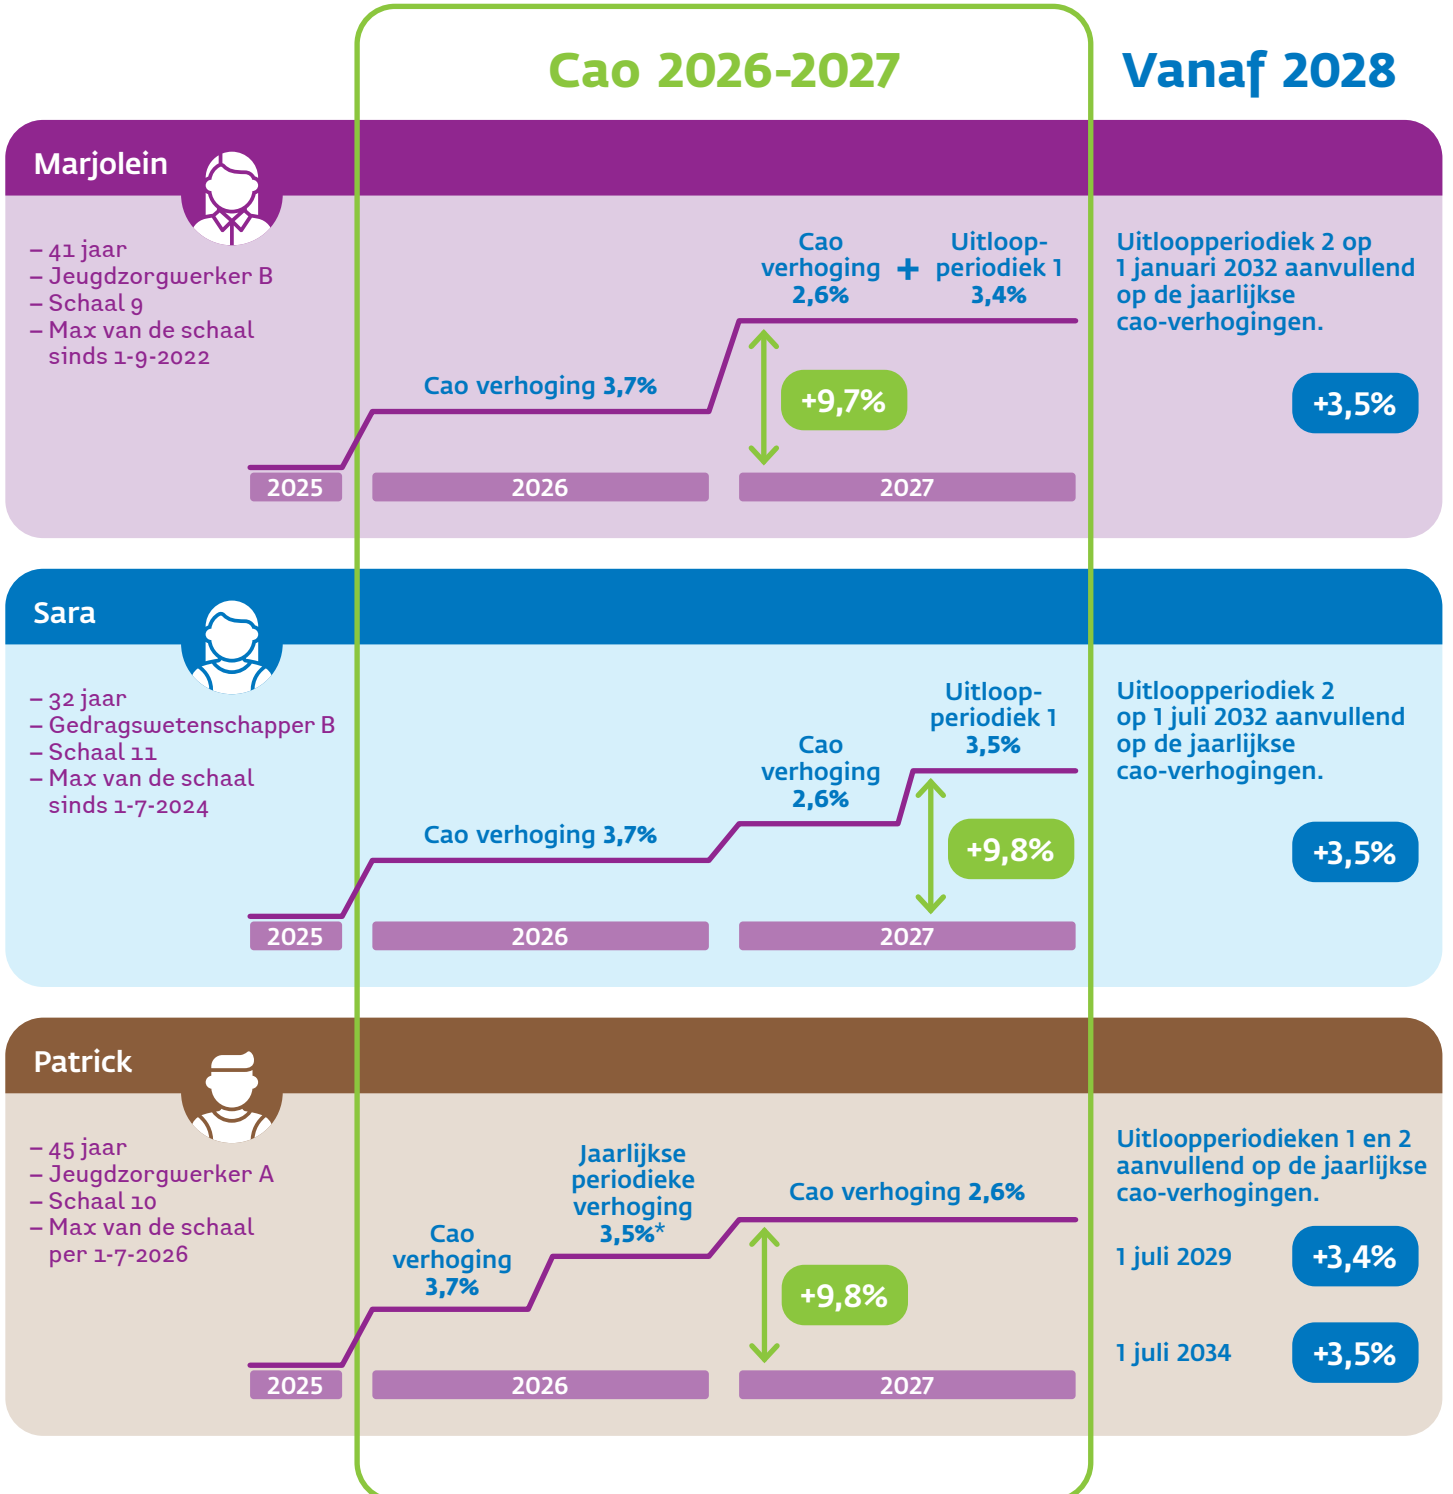 Cao 2026-2027
Vanaf 2028
Marjolein
– 41 jaar
– Jeugdzorgwerker B
– Schaal 9
– Max van de schaal
sinds 1-9-2022
Cao verhoging 3,7%
Cao
verhoging
2,6%
+
Uitloop-
periodiek 1
3,4%
+9,7%
2025
2026
2027
Uitloopperiodiek 2 op
1 januari 2032 aanvullend
op de jaarlijkse
cao-verhogingen.
+3,5%
Sara
– 32 jaar
– Gedragswetenschapper B
– Schaal 11
– Max van de schaal
sinds 1-7-2024
Cao verhoging 3,7%
Cao
verhoging
2,6%
Uitloop-
periodiek 1
3,5%
+9,8%
2025
2026
2027
Uitloopperiodiek 2
op 1 juli 2032 aanvullend
op de jaarlijkse
cao-verhogingen.
+3,5%
Patrick
– 45 jaar
– Jeugdzorgwerker A
– Schaal 10
– Max van de schaal
per 1-7-2026
Cao
verhoging
3,7%
Jaarlijkse
periodieke
verhoging
3,5%*
Cao verhoging 2,6%
+9,8%
2025
2026
2027
Uitloopperiodieken 1 en 2
aanvullend op de jaarlijkse
cao-verhogingen.
1 juli 2029 +3,4%
1 juli 2034 +3,5%